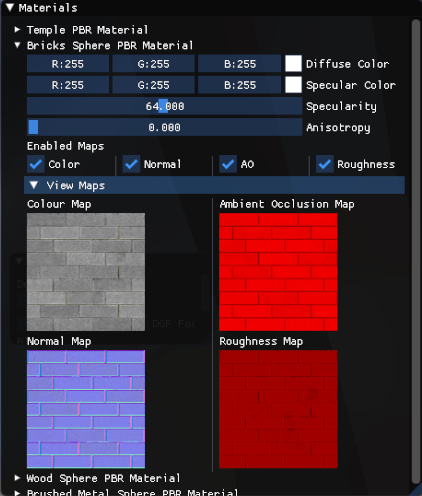 Materials
Temple PBR Material
Bricks Sphere PBR Material
R:255 G:255 B:255 Diffuse Color
R:255 G:255 B:255 Specular Color
64.000 Specularity
0.000 Anisotropy
Enabled Maps
Color Normal AO Roughness
View Maps
Colour Map Ambient Occlusion Map
DOF Fo
Normal Map Roughness Map
Wood Sphere PBR Material
Brushed Metal Sphere PBR Material